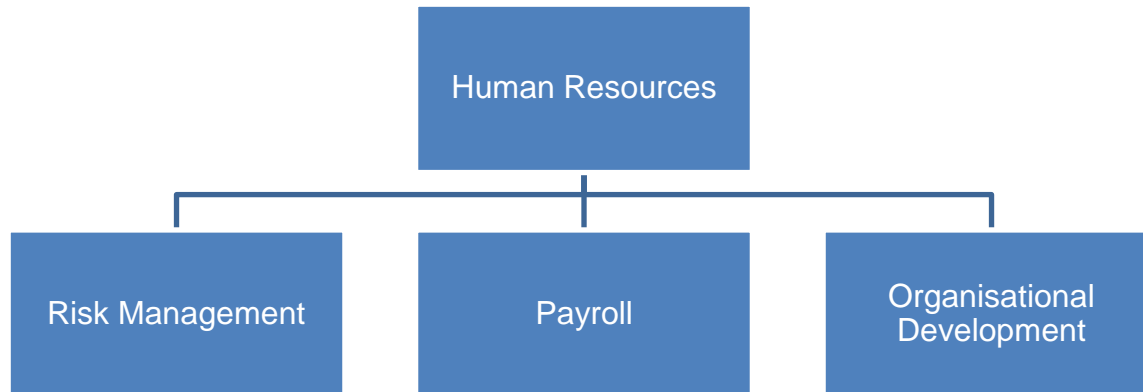 Human Resources
Risk Management
Payroll
Organisational
Development